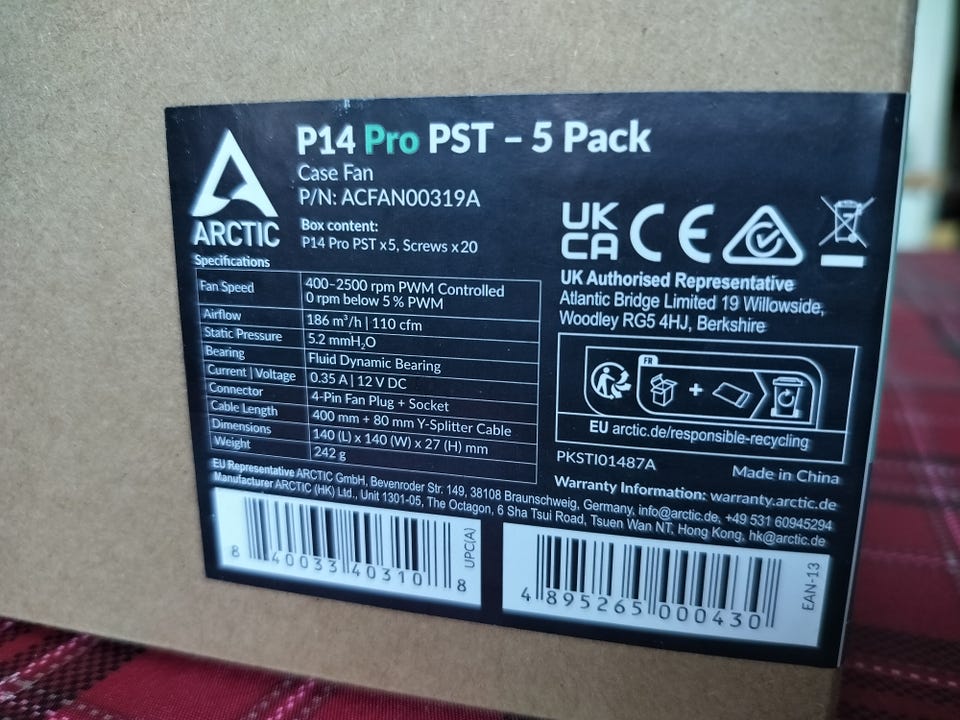 P14 Pro PST – 5 Pack
Case Fan
P/N: ACFAN00319A
Box content:
P14 Pro PST x5, Screws x20
ARCTIC
Specifications
Fan Speed 400–2500 rpm PWM Controlled
0 rpm below 5 % PWM
Airflow 186 m³/h | 110 cfm
Static Pressure 5.2 mmH₂O
Bearing Fluid Dynamic Bearing
Current | Voltage 0.35 A | 12 V DC
Connector 4-Pin Fan Plug + Socket
Cable Length 400 mm + 80 mm Y-Splitter Cable
Dimensions 140 (L) x 140 (W) x 27 (H) mm
Weight 242 g
UK
CA CE
UK Authorised Representative
Atlantic Bridge Limited 19 Willowside,
Woodley RG5 4HJ, Berkshire
FR
+
EU arctic.de/responsible-recycling
PKSTI01487A
Made in China
Warranty Information: warranty.arctic.de
EU Representative ARCTIC GmbH, Bevenroder Str. 149, 38108 Braunschweig, Germany, info@arctic.de, +49 531 60945294
Manufacturer ARCTIC (HK) Ltd., Unit 1301-05, The Octagon, 6 Sha Tsui Road, Tsuen Wan NT, Hong Kong, hk@arctic.de
8 40033 40310 8
UPC(A)
4 895265 000430
EAN-13